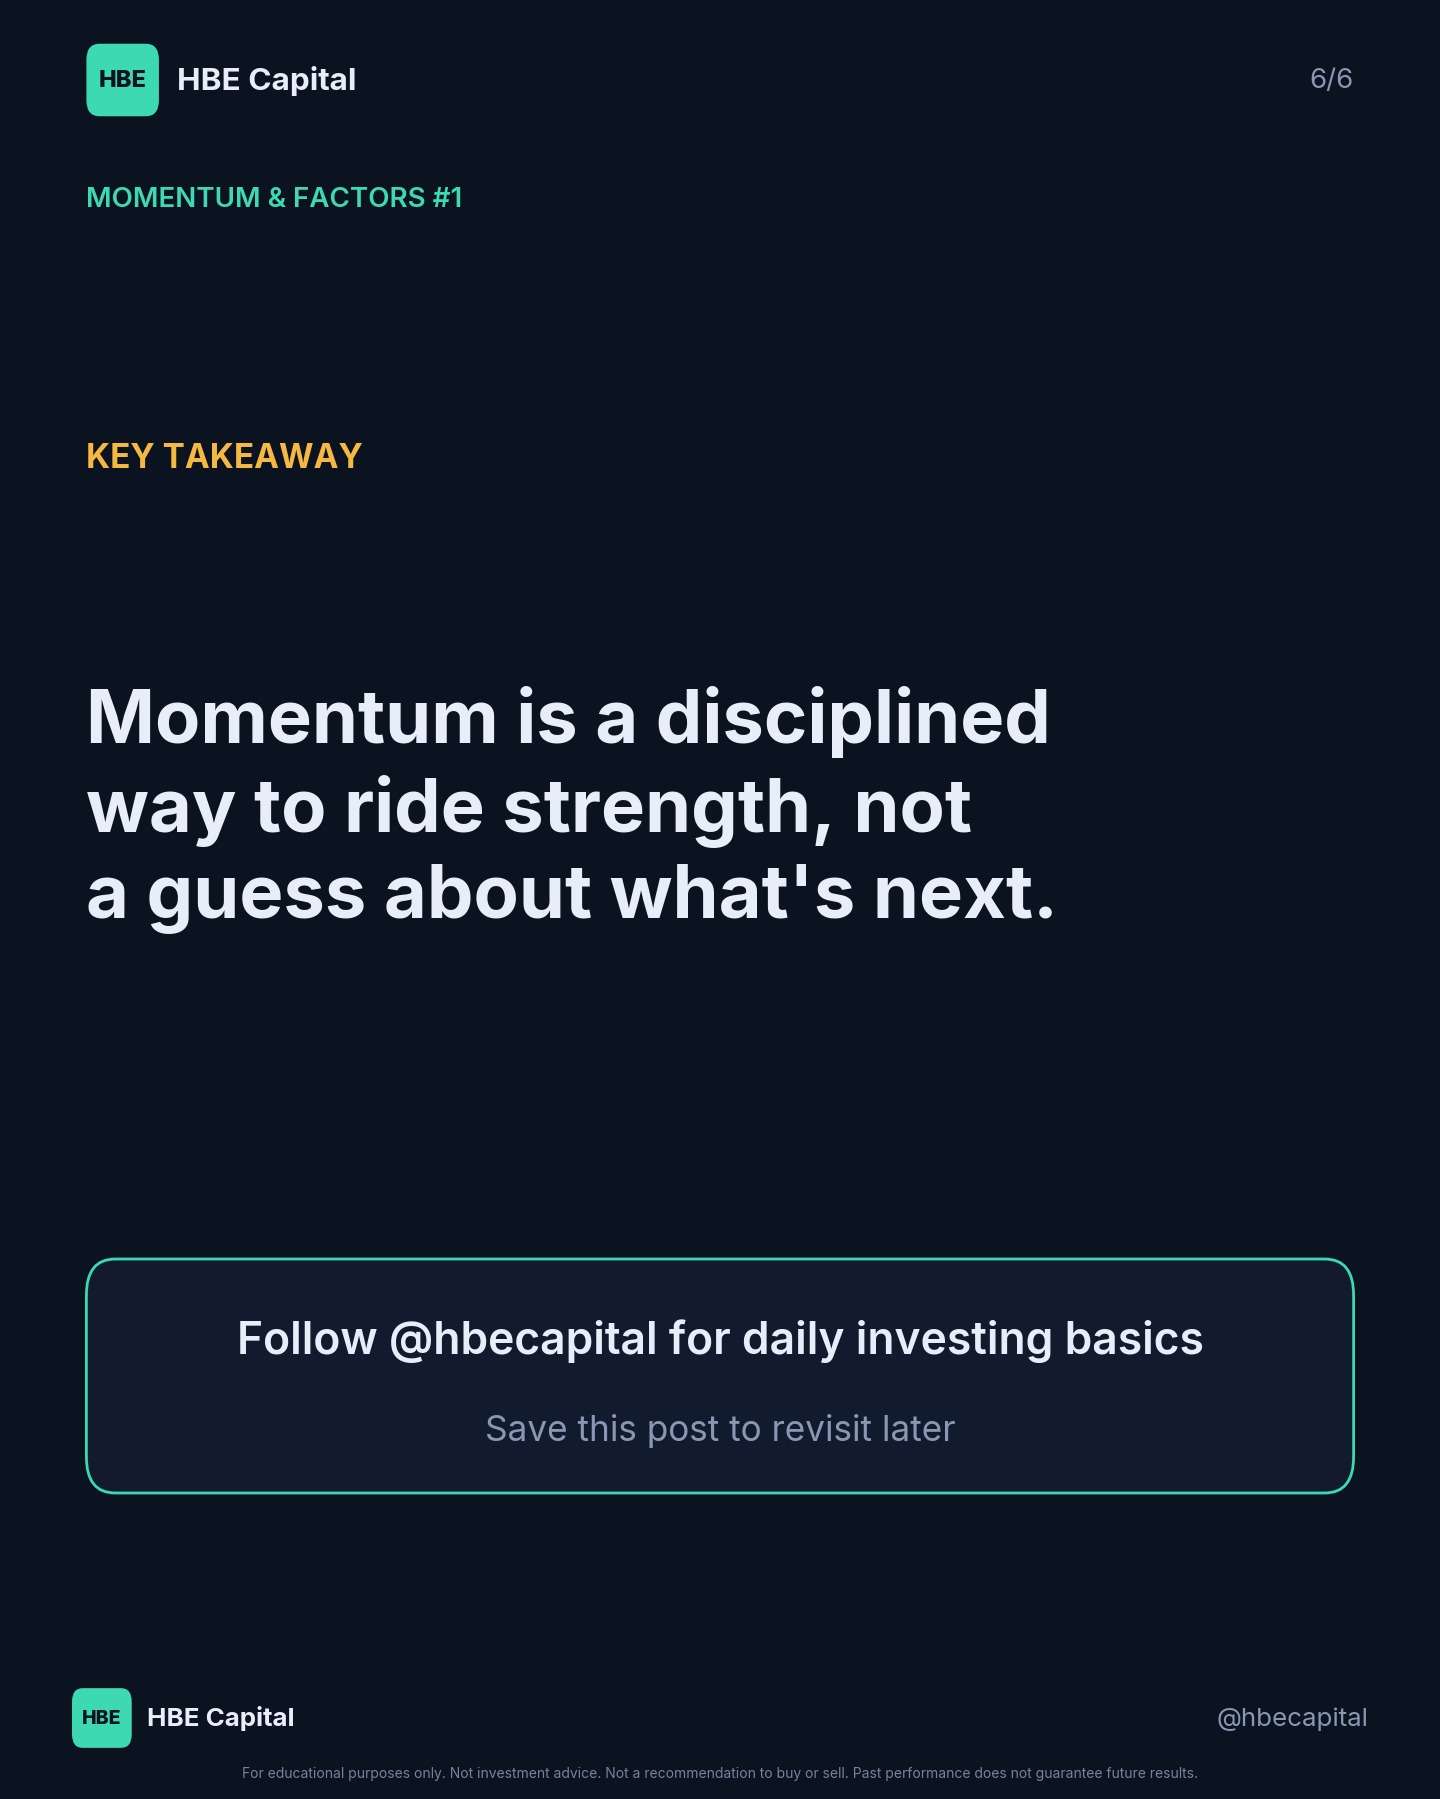 HBE HBE Capital 6/6
MOMENTUM & FACTORS #1
KEY TAKEAWAY
Momentum is a disciplined
way to ride strength, not
a guess about what's next.
Follow @hbecapital for daily investing basics
Save this post to revisit later
HBE HBE Capital @hbecapital
For educational purposes only. Not investment advice. Not a recommendation to buy or sell. Past performance does not guarantee future results.